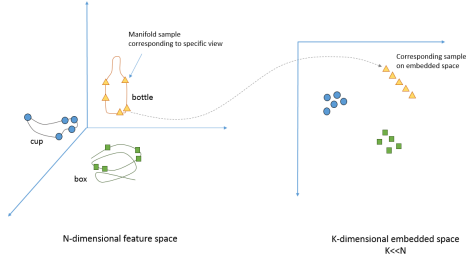 Manifold sample
corresponding to specific view
bottle
cup
box
N-dimensional feature space
Corresponding sample
on embedded space
K-dimensional embedded space
K<<N